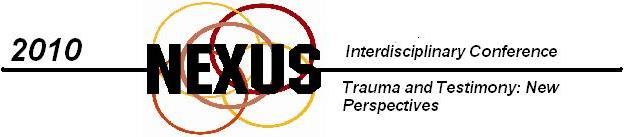 2010
NEXUS
Interdisciplinary Conference
Trauma and Testimony: New
Perspectives